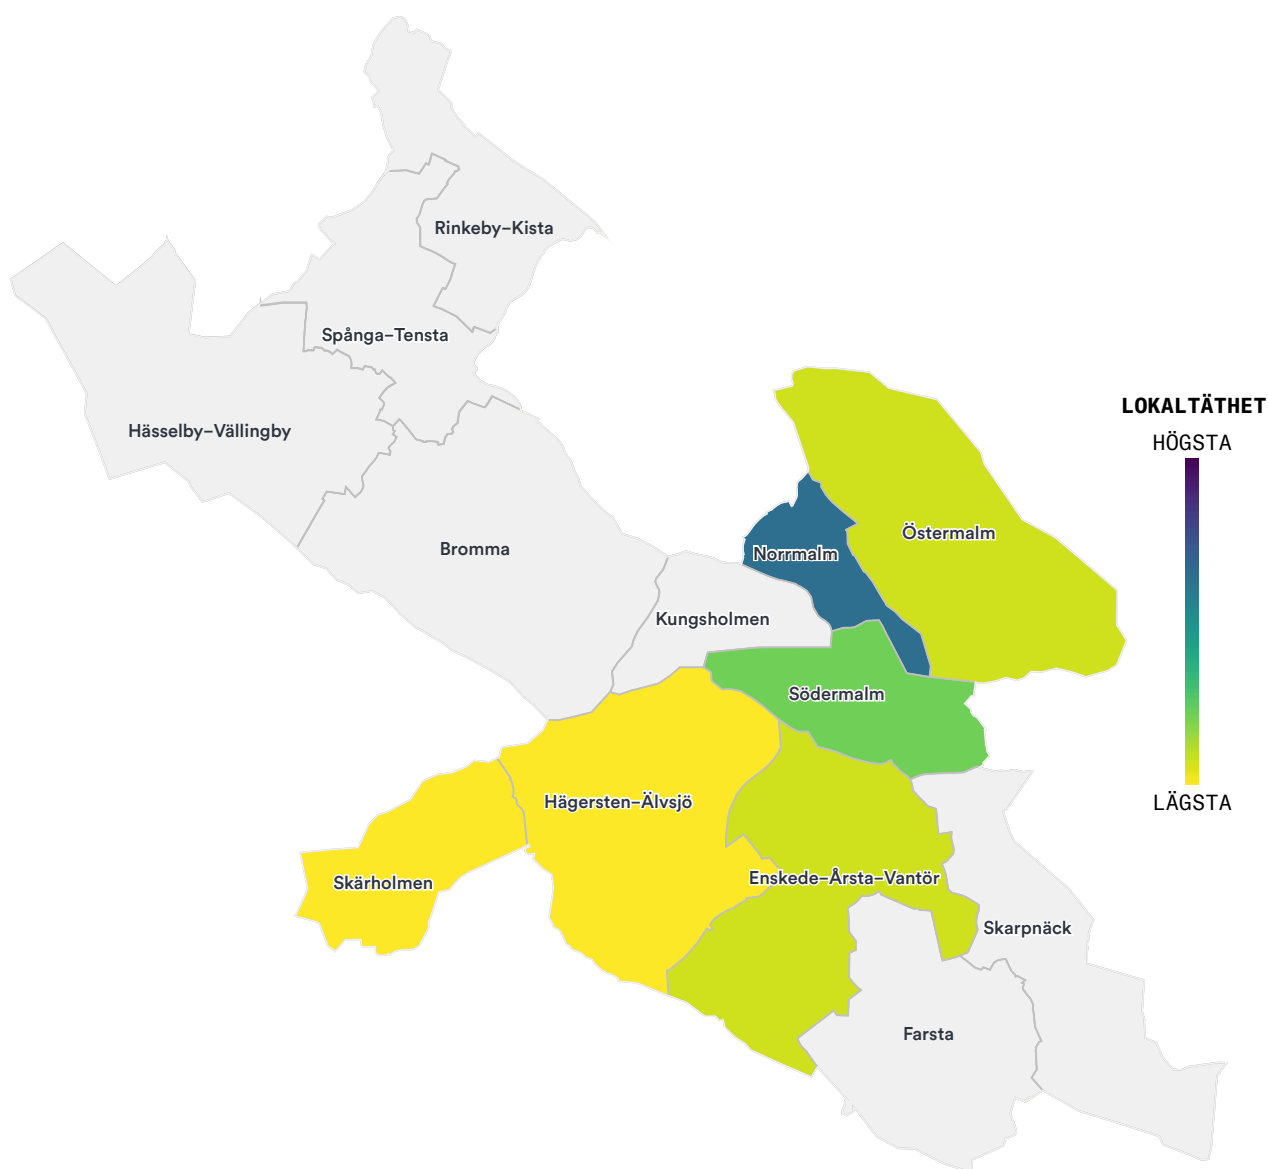 Rinkeby–Kista
Spånga–Tensta
Hässelby–Vällingby
Bromma
Kungsholmen
Norrmalm
Östermalm
Södermalm
Hägersten–Älvsjö
Skärholmen
Enskede–Årsta–Vantör
Skarpnäck
Farsta
LOKALTÄTHET
HÖGSTA
LÄGSTA